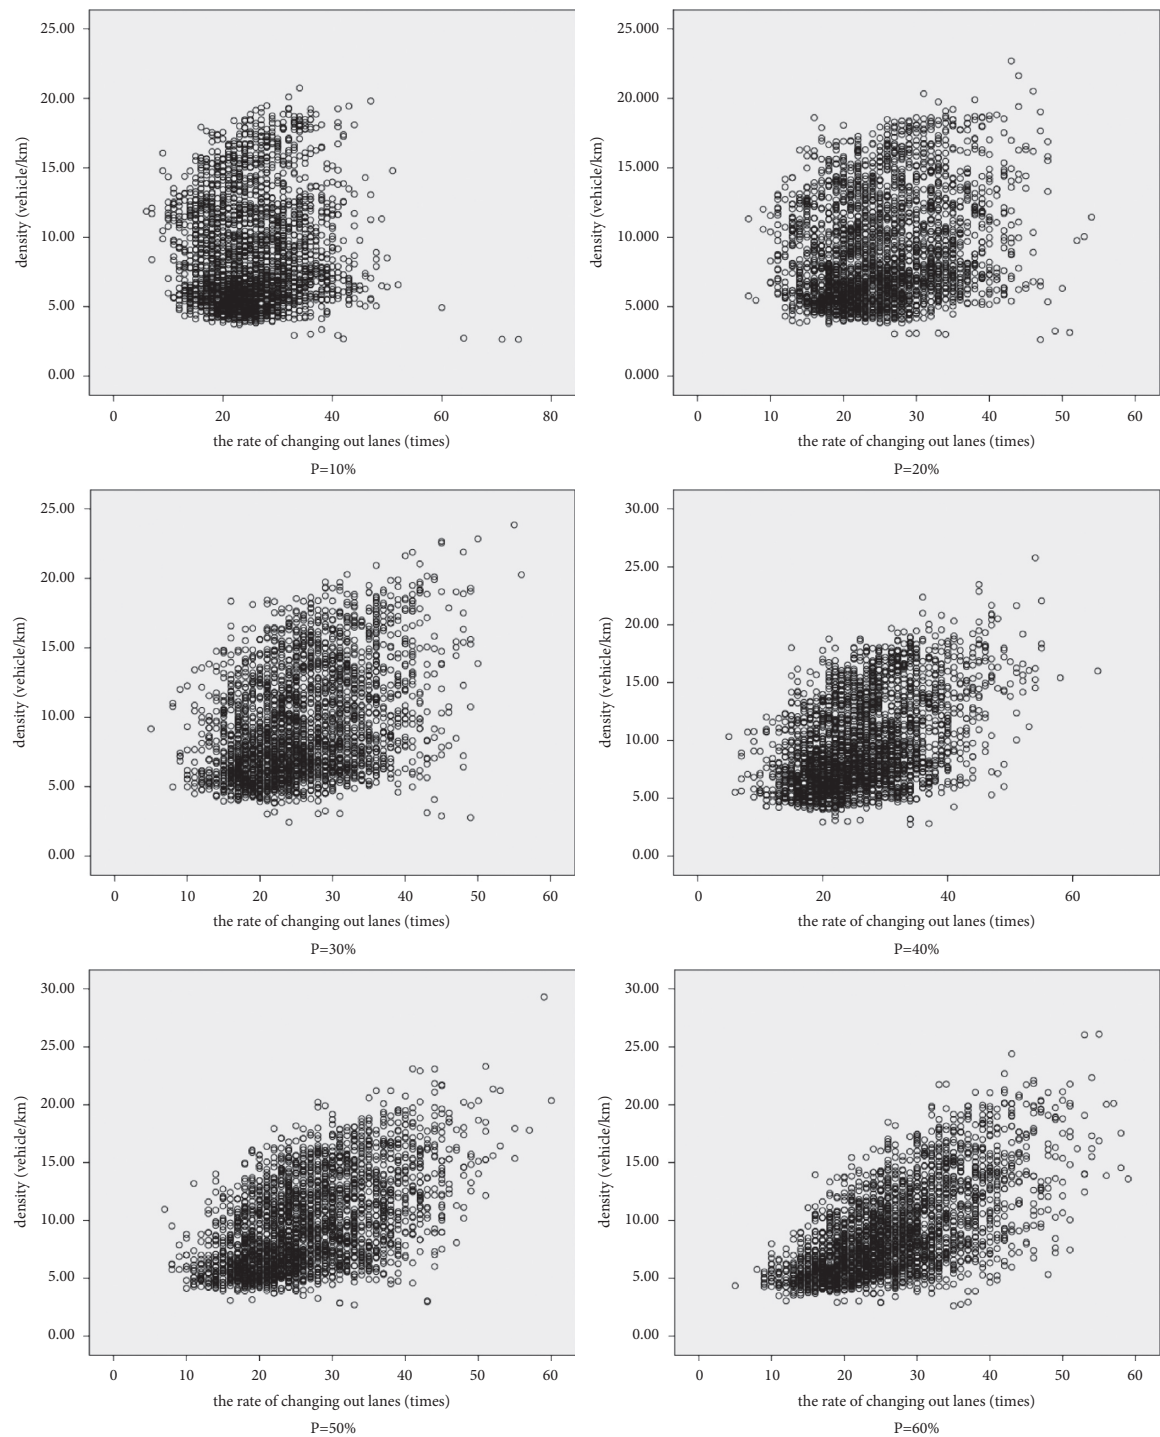 25.00
20.00
15.00
10.00
5.00
0.00
density (vehicle/km)
0 20 40 60 80
the rate of changing out lanes (times)
P=10%
25.000
20.000
15.000
10.000
5.000
0.000
density (vehicle/km)
0 10 20 30 40 50 60
the rate of changing out lanes (times)
P=20%
25.00
20.00
15.00
10.00
5.00
0.00
density (vehicle/km)
0 10 20 30 40 50 60
the rate of changing out lanes (times)
P=30%
30.00
25.00
20.00
15.00
10.00
5.00
0.00
density (vehicle/km)
0 20 40 60
the rate of changing out lanes (times)
P=40%
30.00
25.00
20.00
15.00
10.00
5.00
0.00
density (vehicle/km)
0 10 20 30 40 50 60
the rate of changing out lanes (times)
P=50%
30.00
25.00
20.00
15.00
10.00
5.00
0.00
density (vehicle/km)
0 10 20 30 40 50 60
the rate of changing out lanes (times)
P=60%